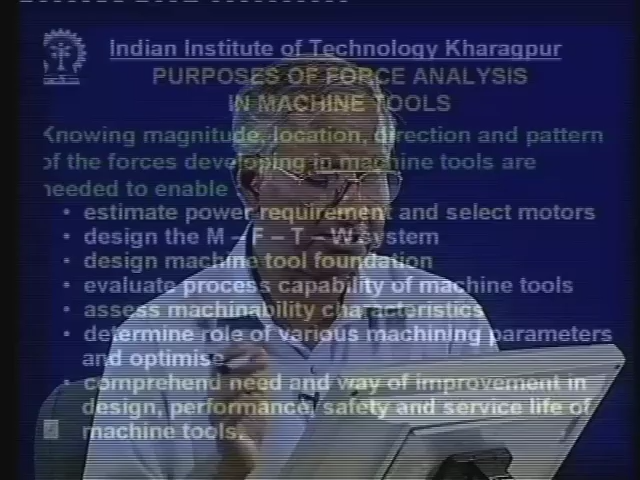 Indian Institute of Technology Kharagpur
PURPOSES OF FORCE ANALYSIS
IN MACHINE TOOLS
Knowing magnitude, location, direction and pattern
of the forces developing in machine tools are
needed to enable
• estimate power requirement and select motors
• design the M – F – T – W system
• design machine tool foundation
• evaluate process capability of machine tools
• assess machinability characteristics
• determine role of various machining parameters
and optimise
• comprehend need and way of improvement in
design, performance, safety and service life of
machine tools.